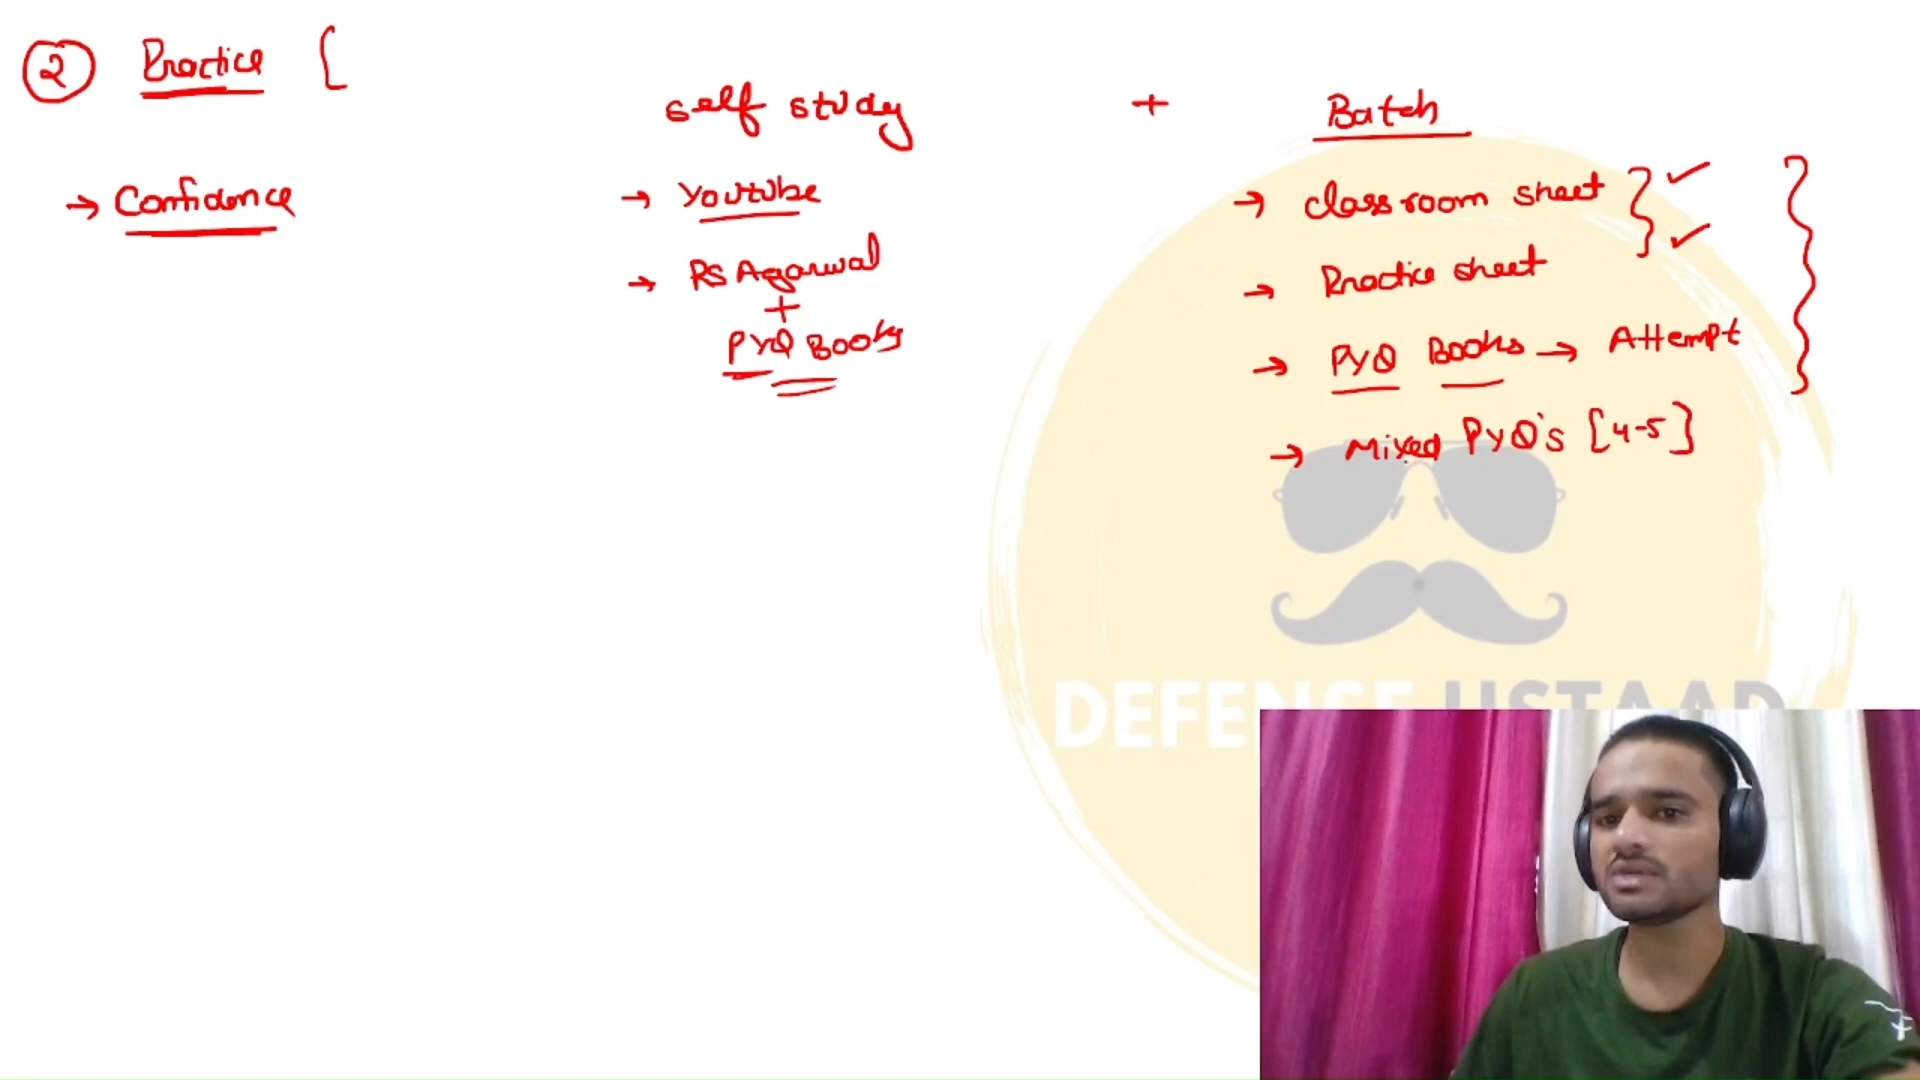 2 Practice [
self study + Batch
→ Confidence
→ Youtube
→ RS Agarwal
+
PYQ Books
→ classroom sheet } ✓
✓
→ Practice sheet
→ PYQ Books → Attempt
→ Mixed PYQ's [4-5]
DEFENSE USTAAD